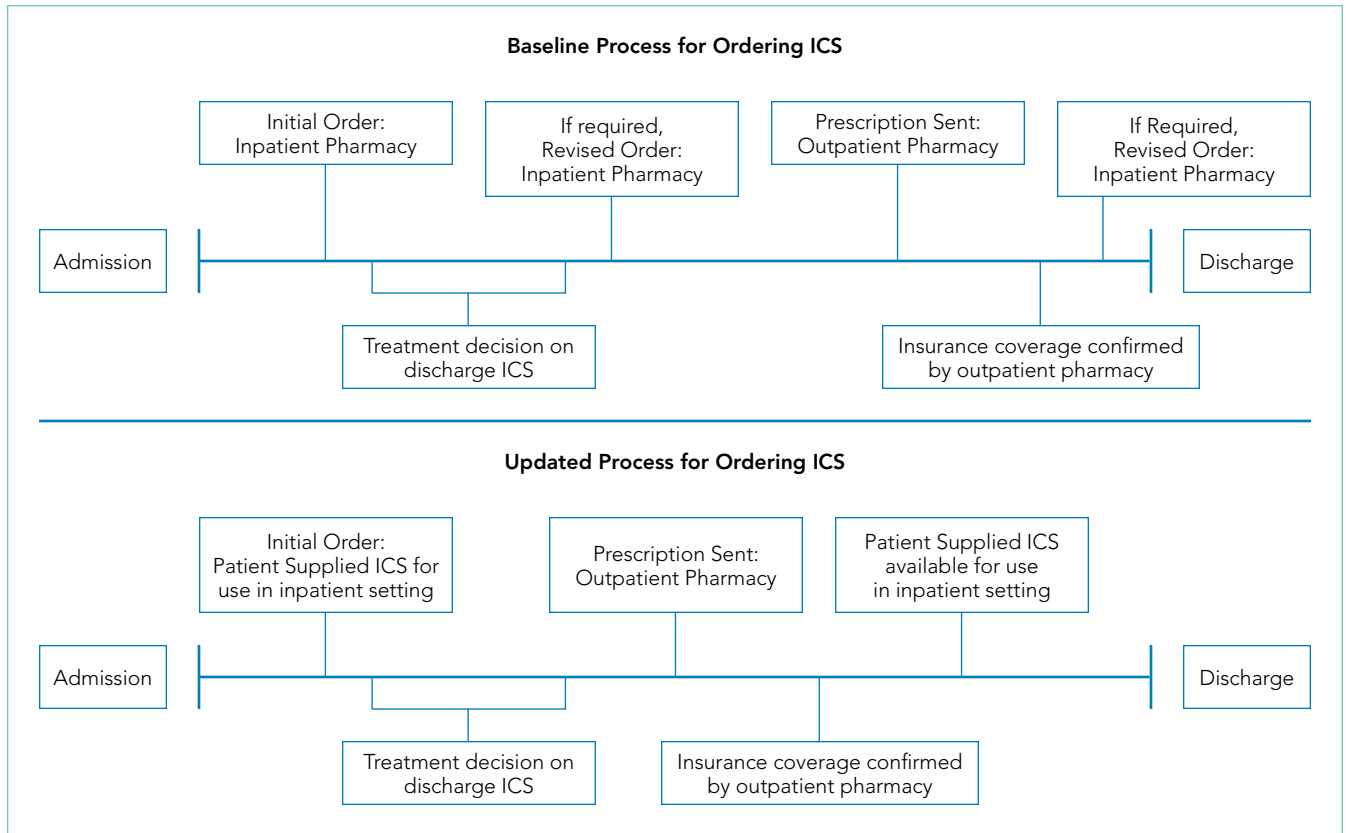 Baseline Process for Ordering ICS
Initial Order:
Inpatient Pharmacy
If required,
Revised Order:
Inpatient Pharmacy
Prescription Sent:
Outpatient Pharmacy
If Required,
Revised Order:
Inpatient Pharmacy
Admission
Discharge
Treatment decision on
discharge ICS
Insurance coverage confirmed
by outpatient pharmacy
Updated Process for Ordering ICS
Initial Order:
Patient Supplied ICS for
use in inpatient setting
Prescription Sent:
Outpatient Pharmacy
Patient Supplied ICS
available for use
in inpatient setting
Admission
Discharge
Treatment decision on
discharge ICS
Insurance coverage confirmed
by outpatient pharmacy